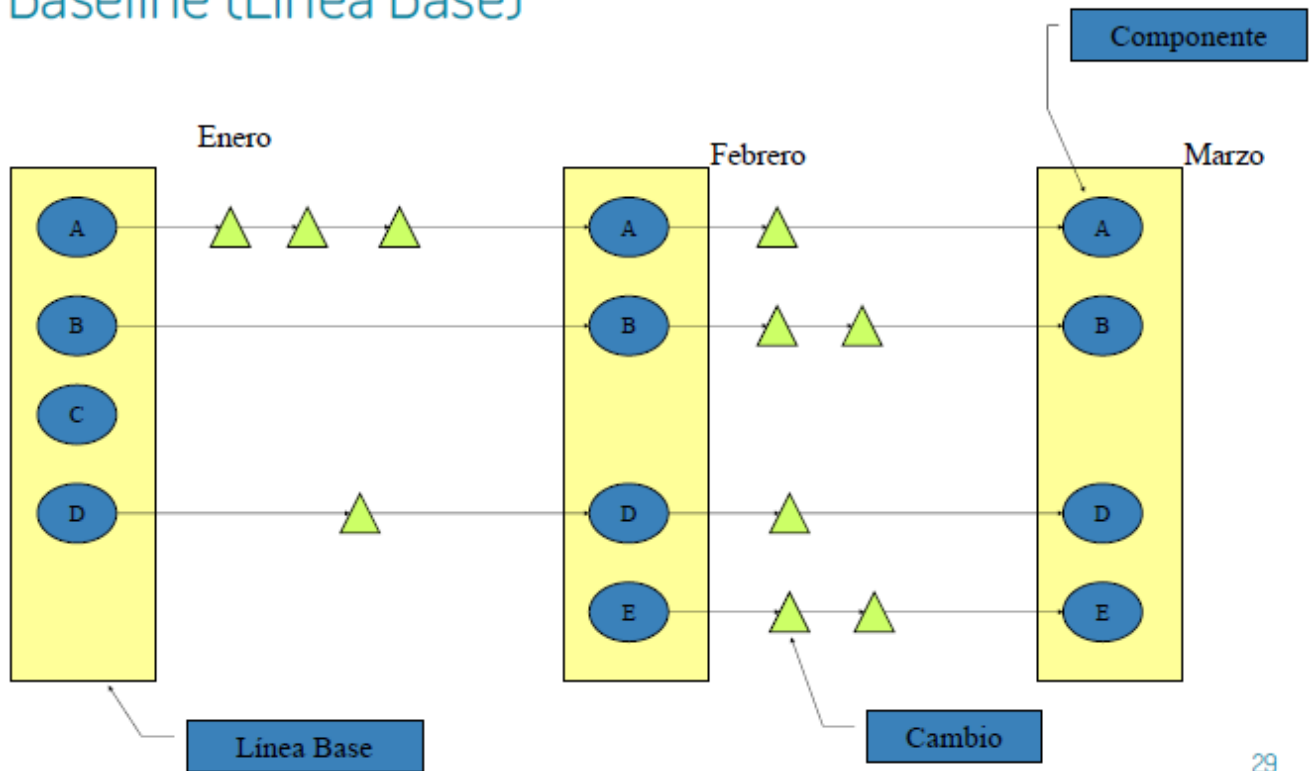 Baseline (Línea Base)
Componente
Enero
Febrero
Marzo
A
A
A
B
B
B
C
D
D
D
E
E
Línea Base
Cambio
29